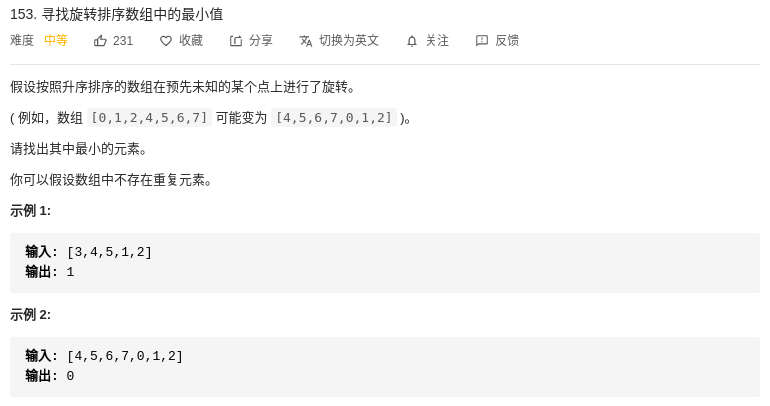 153. 寻找旋转排序数组中的最小值
难度 中等 231 收藏 分享 切换为英文 关注 反馈
假设按照升序排序的数组在预先未知的某个点上进行了旋转。
( 例如，数组 [0,1,2,4,5,6,7] 可能变为 [4,5,6,7,0,1,2] )。
请找出其中最小的元素。
你可以假设数组中不存在重复元素。
示例 1:
输入: [3,4,5,1,2]
输出: 1
示例 2:
输入: [4,5,6,7,0,1,2]
输出: 0